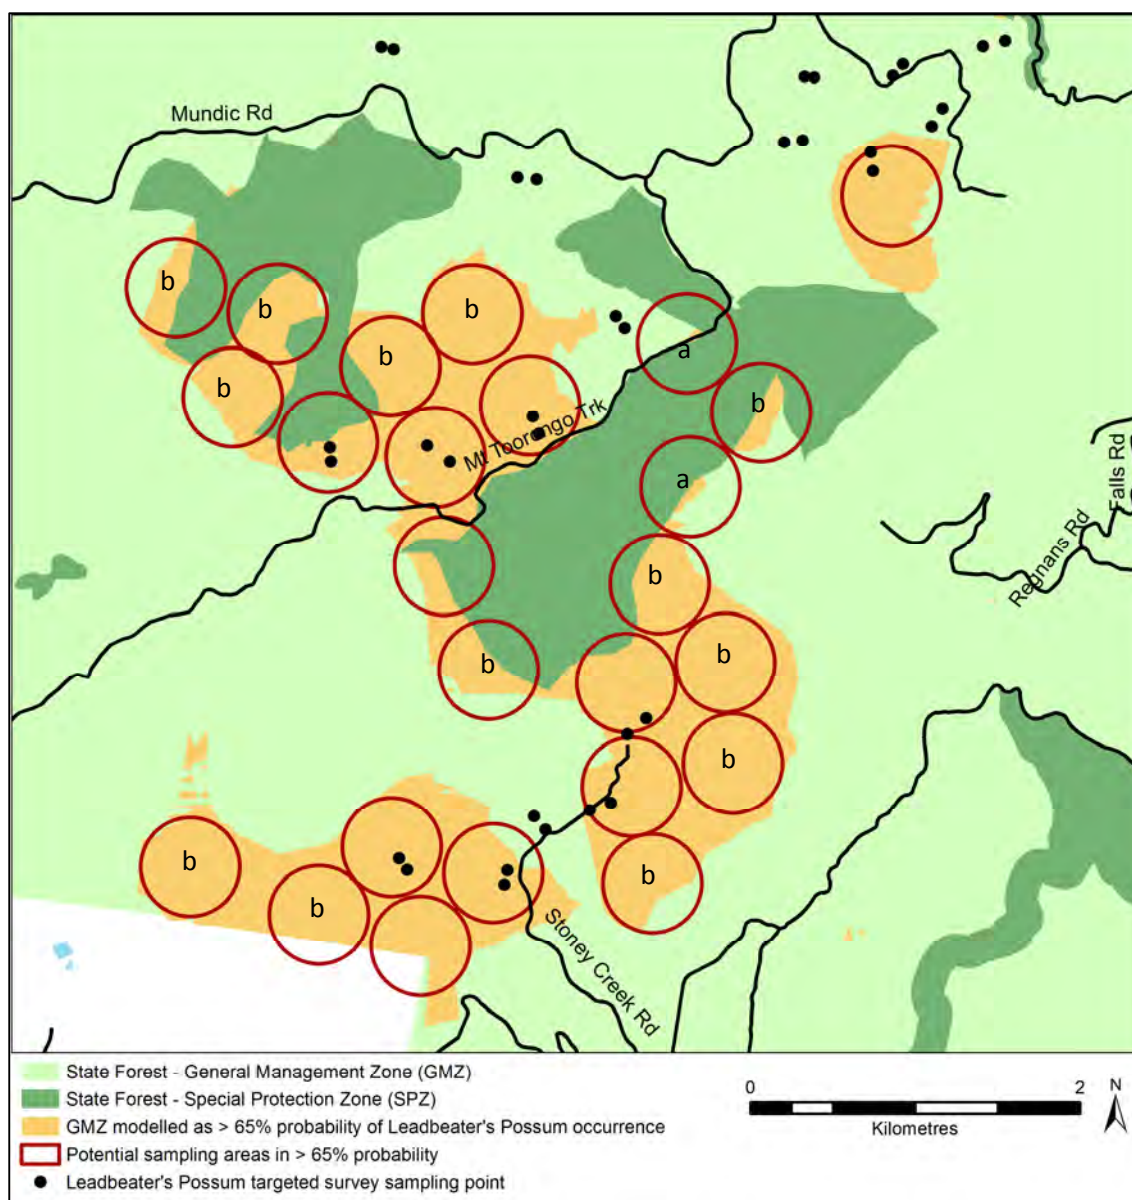 Mundic Rd
b
b
b
b
b
a
b
b
Mt Toorongo Trk
a
Falls Rd
Regnans Rd
b
b
b
b
b
b
b
Stoney Creek Rd
State Forest - General Management Zone (GMZ)
State Forest - Special Protection Zone (SPZ)
GMZ modelled as > 65% probability of Leadbeater's Possum occurrence
Potential sampling areas in > 65% probability
Leadbeater's Possum targeted survey sampling point
0 2
Kilometres
N